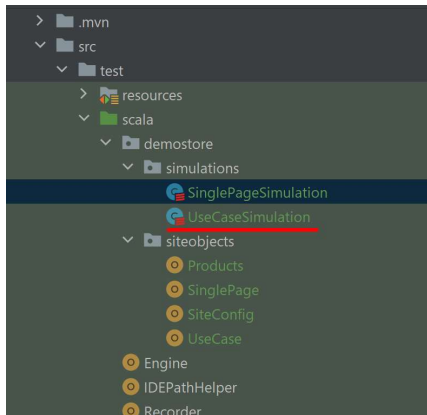 .mvn
src
test
resources
scala
demostore
simulations
SinglePageSimulation
UseCaseSimulation
siteobjects
Products
SinglePage
SiteConfig
UseCase
Engine
IDEPathHelper
Recorder